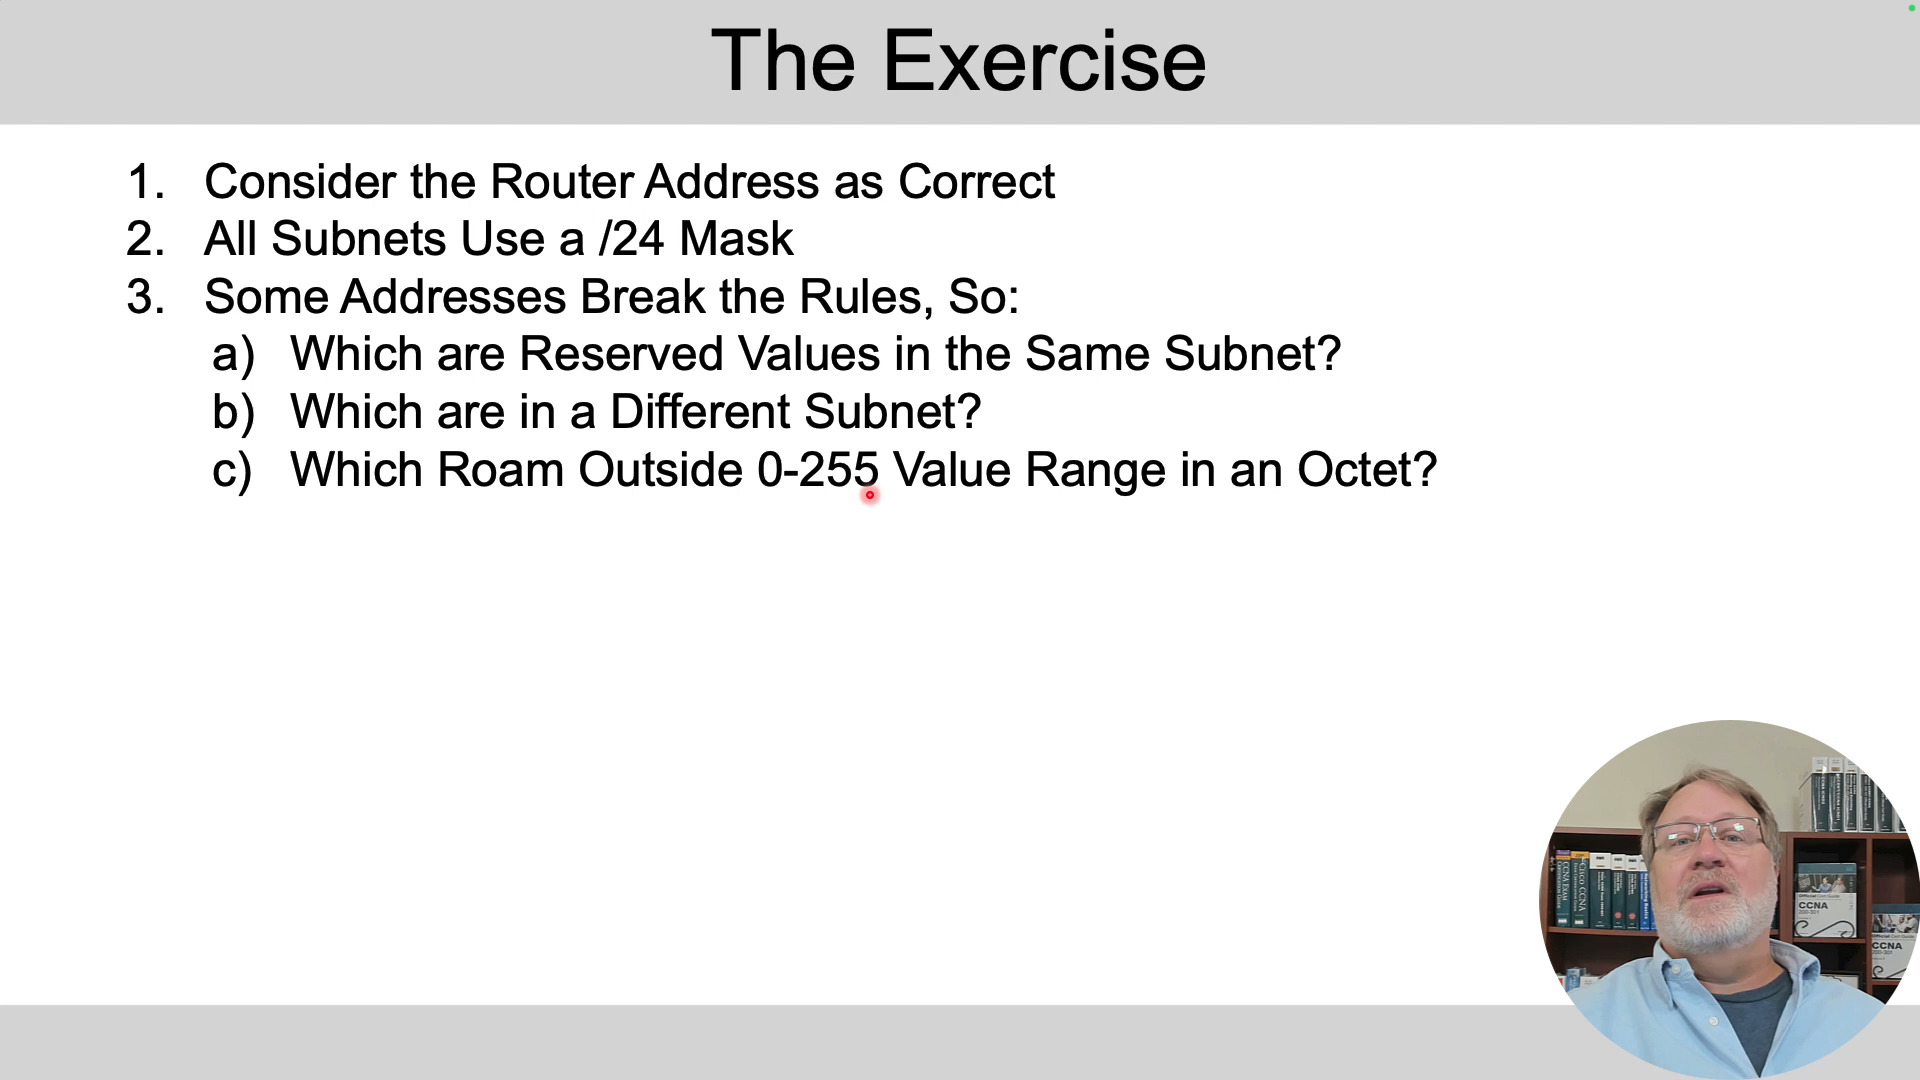 The Exercise
1. Consider the Router Address as Correct
2. All Subnets Use a /24 Mask
3. Some Addresses Break the Rules, So:
a) Which are Reserved Values in the Same Subnet?
b) Which are in a Different Subnet?
c) Which Roam Outside 0-255 Value Range in an Octet?
CCNA
CCNA